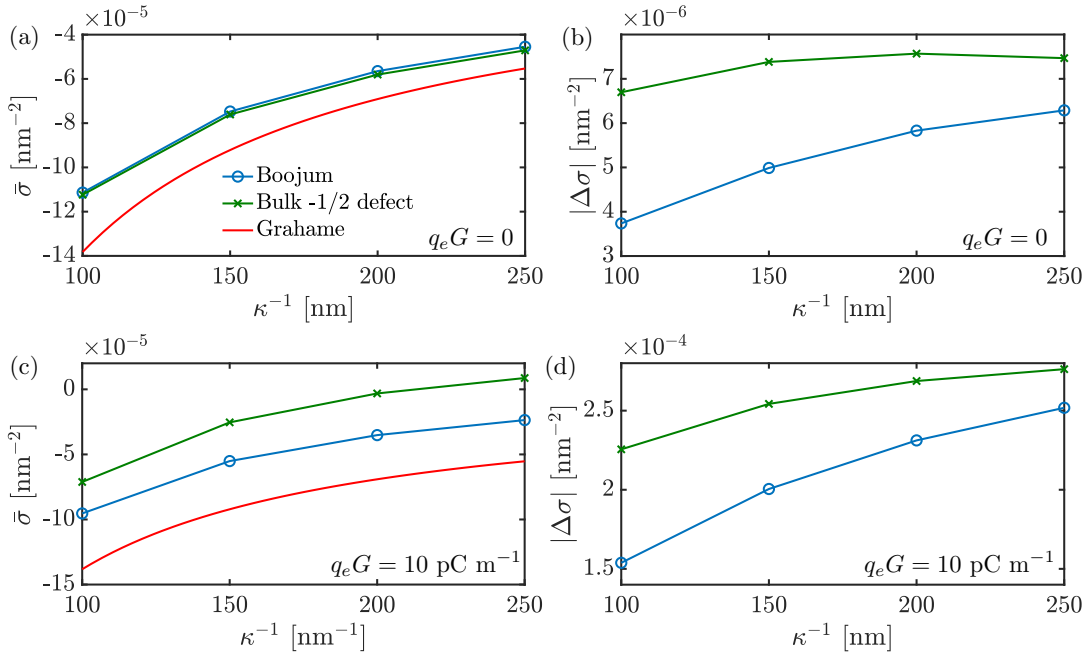 (a)
×10⁻⁵
-4
-6
-8
-10
-12
-14
σ̄ [nm⁻²]
Boojum
Bulk -1/2 defect
Grahame
qₑG = 0
100 150 200 250
κ⁻¹ [nm]
(b)
×10⁻⁶
7
6
5
4
3
|Δσ| [nm⁻²]
qₑG = 0
100 150 200 250
κ⁻¹ [nm]
(c)
×10⁻⁵
0
-5
-10
-15
σ̄ [nm⁻²]
qₑG = 10 pC m⁻¹
100 150 200 250
κ⁻¹ [nm⁻¹]
(d)
×10⁻⁴
2.5
2
1.5
|Δσ| [nm⁻²]
qₑG = 10 pC m⁻¹
100 150 200 250
κ⁻¹ [nm]